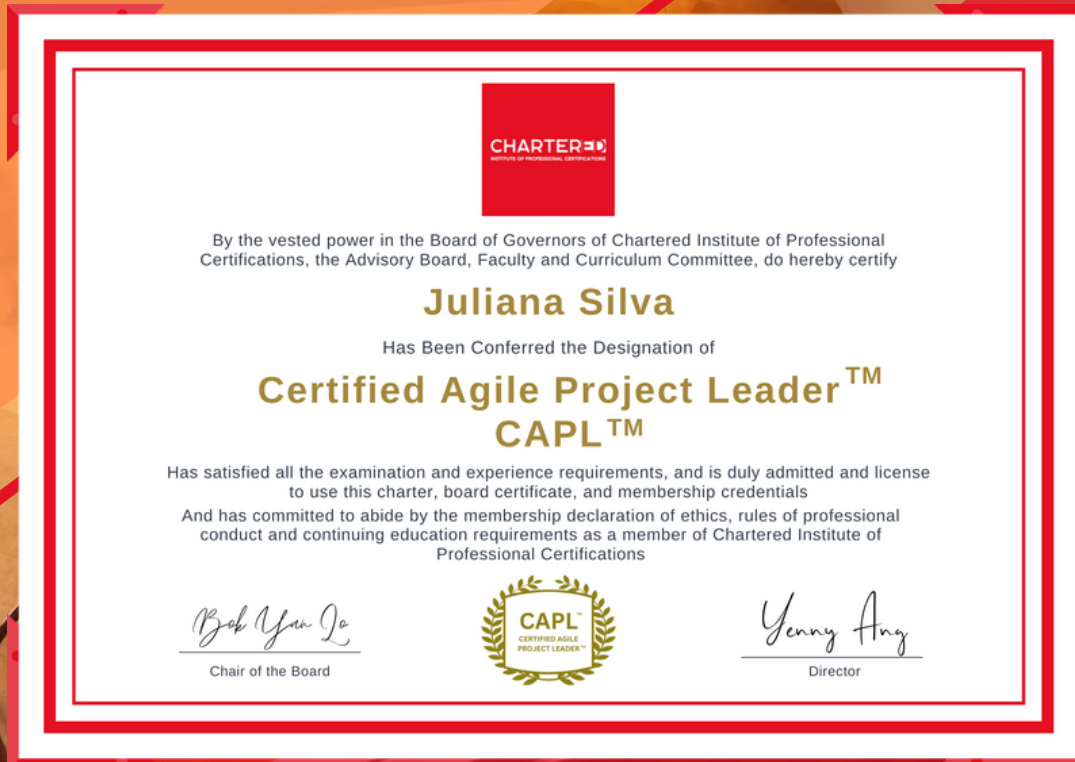 CHARTERED
INSTITUTE OF PROFESSIONAL CERTIFICATIONS
By the vested power in the Board of Governors of Chartered Institute of Professional
Certifications, the Advisory Board, Faculty and Curriculum Committee, do hereby certify
Juliana Silva
Has Been Conferred the Designation of
Certified Agile Project Leader™
CAPL™
Has satisfied all the examination and experience requirements, and is duly admitted and license
to use this charter, board certificate, and membership credentials
And has committed to abide by the membership declaration of ethics, rules of professional
conduct and continuing education requirements as a member of Chartered Institute of
Professional Certifications
Bok Yan Lo
Chair of the Board
CAPL™
CERTIFIED AGILE
PROJECT LEADER™
Yenny Ang
Director